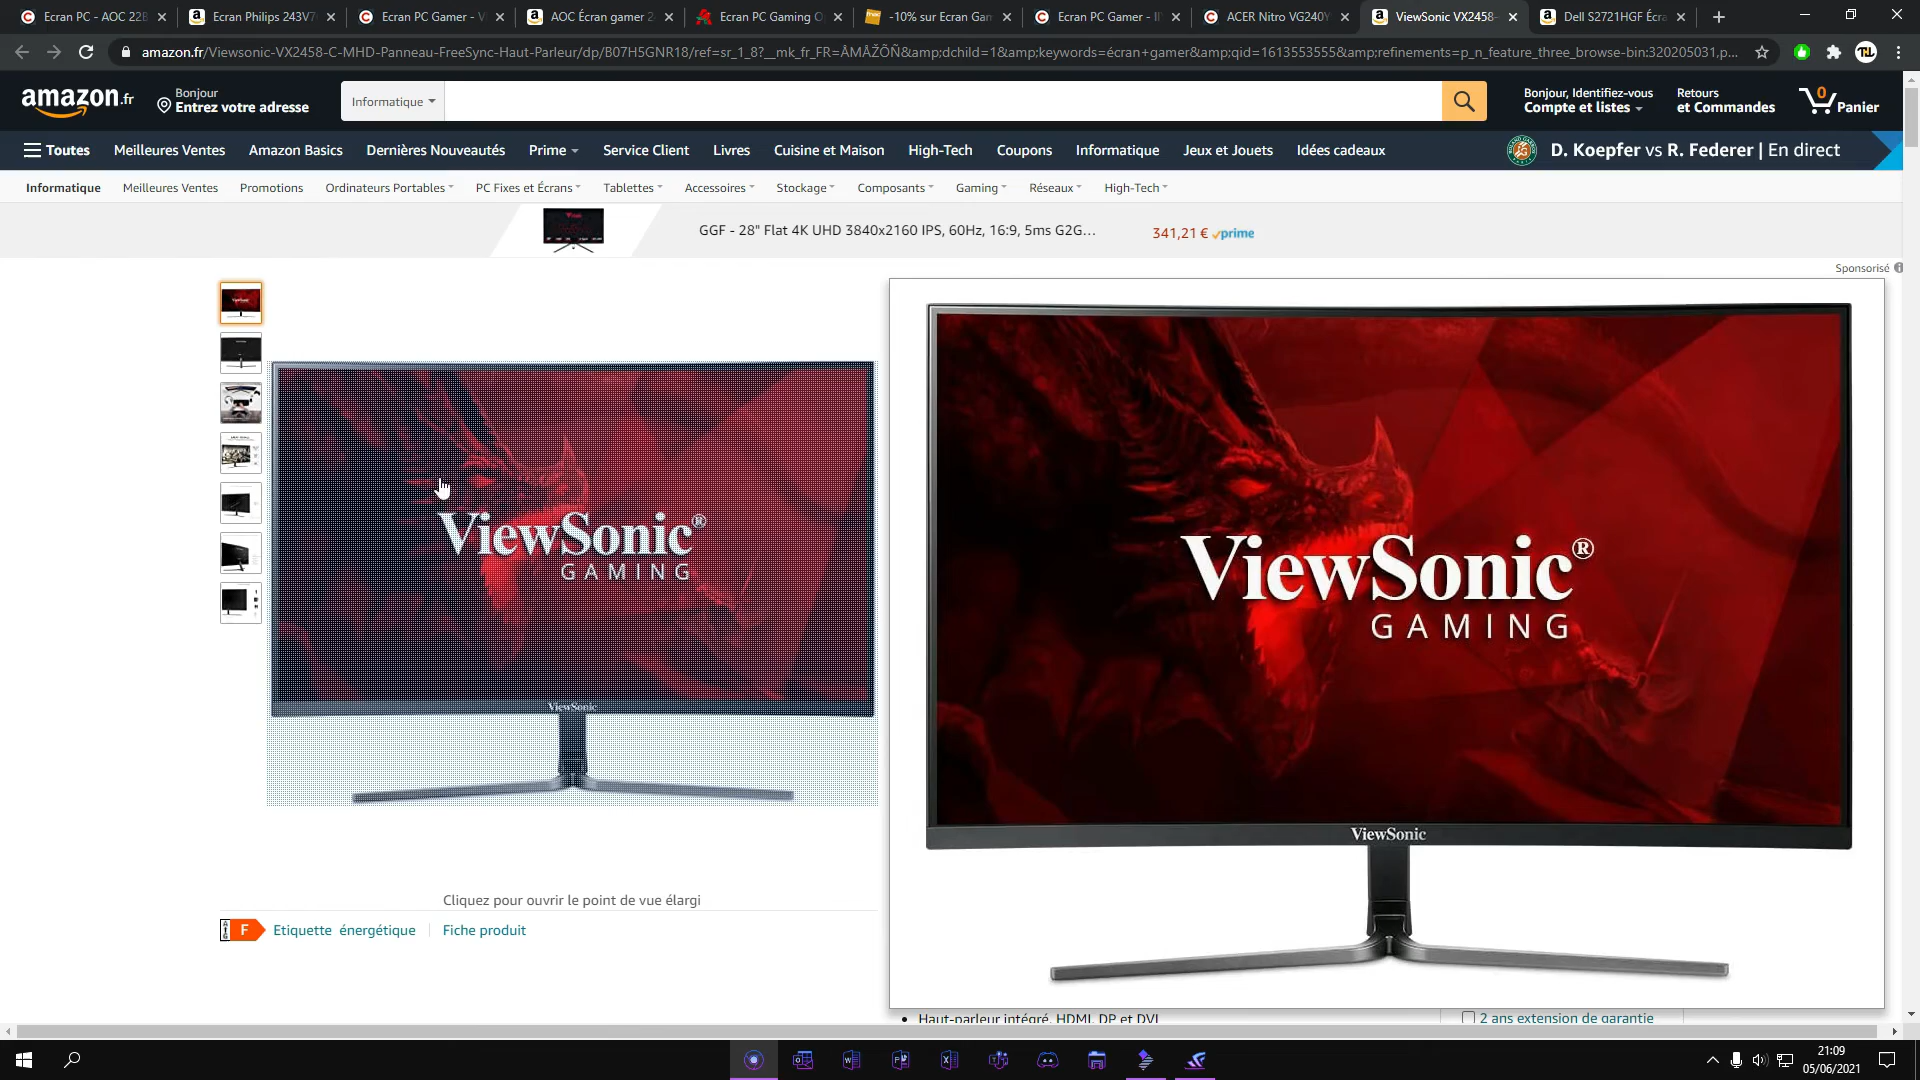 Ecran PC - AOC 22B
Ecran Philips 243V7
Ecran PC Gamer - V
AOC Écran gamer 2
Ecran PC Gaming O
-10% sur Ecran Gam
Ecran PC Gamer - II
ACER Nitro VG240Y
ViewSonic VX2458-
Dell S2721HGF Écra
amazon.fr/Viewsonic-VX2458-C-MHD-Panneau-FreeSync-Haut-Parleur/dp/B07H5GNR18/ref=sr_1_8?__mk_fr_FR=ÅMÅŽÕÑ&amp;dchild=1&amp;keywords=écran+gamer&amp;qid=1613553555&amp;refinements=p_n_feature_three_browse-bin:320205031,p...
amazon.fr
Bonjour
Entrez votre adresse
Informatique
Bonjour, Identifiez-vous
Compte et listes
Retours
et Commandes
0
Panier
Toutes
Meilleures Ventes
Amazon Basics
Dernières Nouveautés
Prime
Service Client
Livres
Cuisine et Maison
High-Tech
Coupons
Informatique
Jeux et Jouets
Idées cadeaux
D. Koepfer vs R. Federer | En direct
Informatique
Meilleures Ventes
Promotions
Ordinateurs Portables
PC Fixes et Écrans
Tablettes
Accessoires
Stockage
Composants
Gaming
Réseaux
High-Tech
GGF - 28" Flat 4K UHD 3840x2160 IPS, 60Hz, 16:9, 5ms G2G…
341,21 € prime
Sponsorisé
ViewSonic®
GAMING
ViewSonic
ViewSonic®
GAMING
ViewSonic
Cliquez pour ouvrir le point de vue élargi
F
Etiquette énergétique
Fiche produit
Haut-parleur intégré, HDMI, DP et DVI
2 ans extension de garantie
21:09
05/06/2021